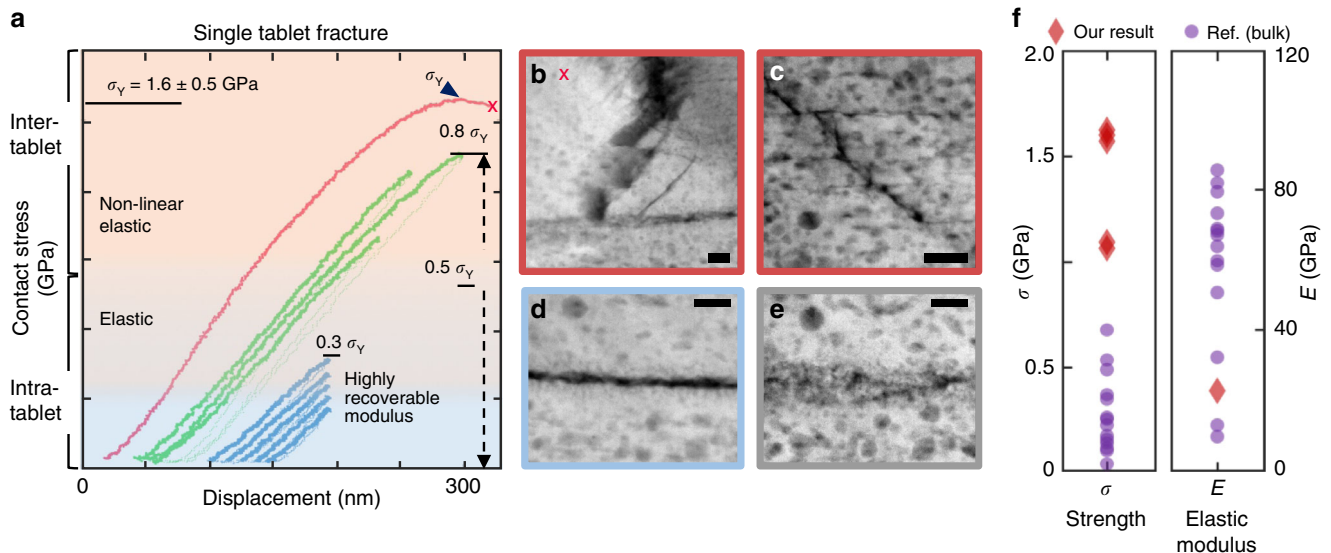 a
Single tablet fracture
σY = 1.6 ± 0.5 GPa
σY
x
0.8 σY
Inter-
tablet
Non-linear
elastic
Contact stress
(GPa)
0.5 σY
Elastic
0.3 σY
Intra-
tablet
Highly
recoverable
modulus
0
300
Displacement (nm)
b x
c
d
e
f
Our result
Ref. (bulk)
2.0
1.5
0.5
0
σ (GPa)
σ
Strength
120
80
40
0
E (GPa)
E
Elastic
modulus